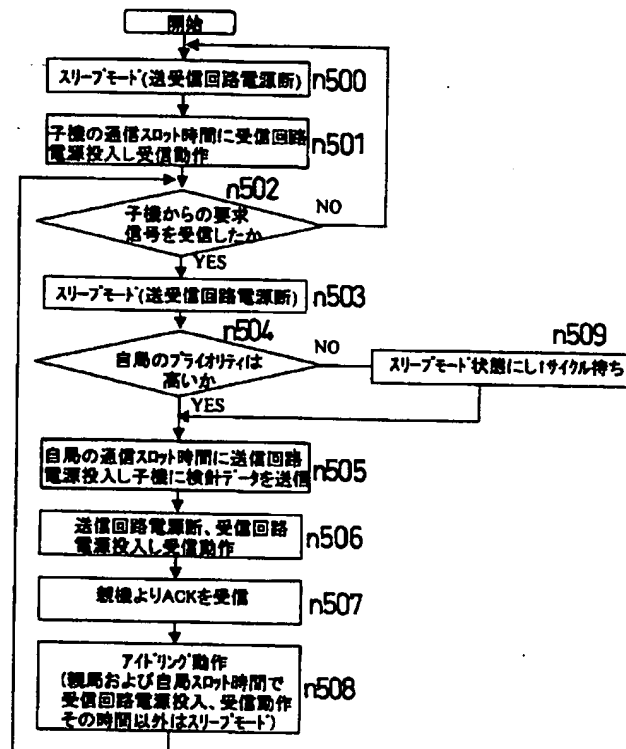 開始
スリープモード(送受信回路電源断)
n500
子機の通信スロット時間に受信回路
電源投入し受信動作
n501
n502
子機からの要求
信号を受信したか
NO
YES
スリープモード(送受信回路電源断)
n503
n504
自局のプライオリティは
高いか
NO
YES
n509
スリープモード状態にし1サイクル待ち
自局の通信スロット時間に送信回路
電源投入し子機に検針データを送信
n505
送信回路電源断、受信回路
電源投入し受信動作
n506
親機よりACKを受信
n507
アイドリング動作
(親局および自局スロット時間で
受信回路電源投入、受信動作
その時間以外はスリープモード)
n508